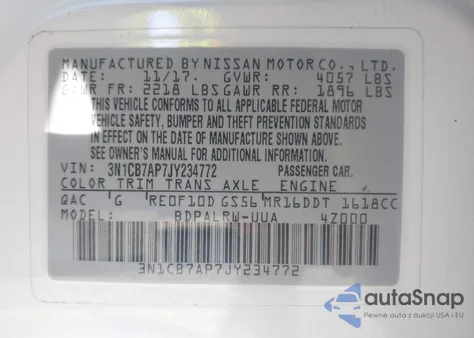 MANUFACTURED BY NISSAN MOTOR CO., LTD.
DATE: 11/17. GVWR: 4057 LBS
GAWR FR: 2218 LBS GAWR RR: 1896 LBS
THIS VEHICLE CONFORMS TO ALL APPLICABLE FEDERAL MOTOR
VEHICLE SAFETY, BUMPER AND THEFT PREVENTION STANDARDS
IN EFFECT ON THE DATE OF MANUFACTURE SHOWN ABOVE.
SEE OWNER'S MANUAL FOR ADDITIONAL INFORMATION.
VIN: 3N1CB7AP7JY234772 PASSENGER CAR.
COLOR TRIM TRANS AXLE ENGINE
QAC G RE0F10D GS56 MR16DDT 1618CC
MODEL: BDPALRW-UUA 4Z000
3N1CB7AP7JY234772
autoSnap
Pewne auta z aukcji USA i EU